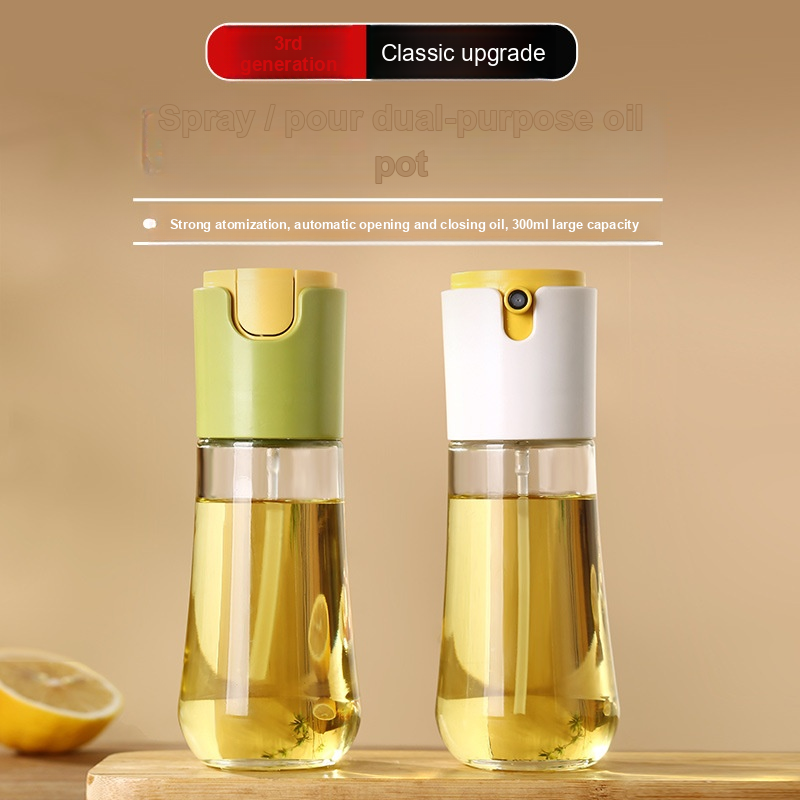 3rd
generation
Classic upgrade
Spray / pour dual-purpose oil
pot
Strong atomization, automatic opening and closing oil, 300ml large capacity